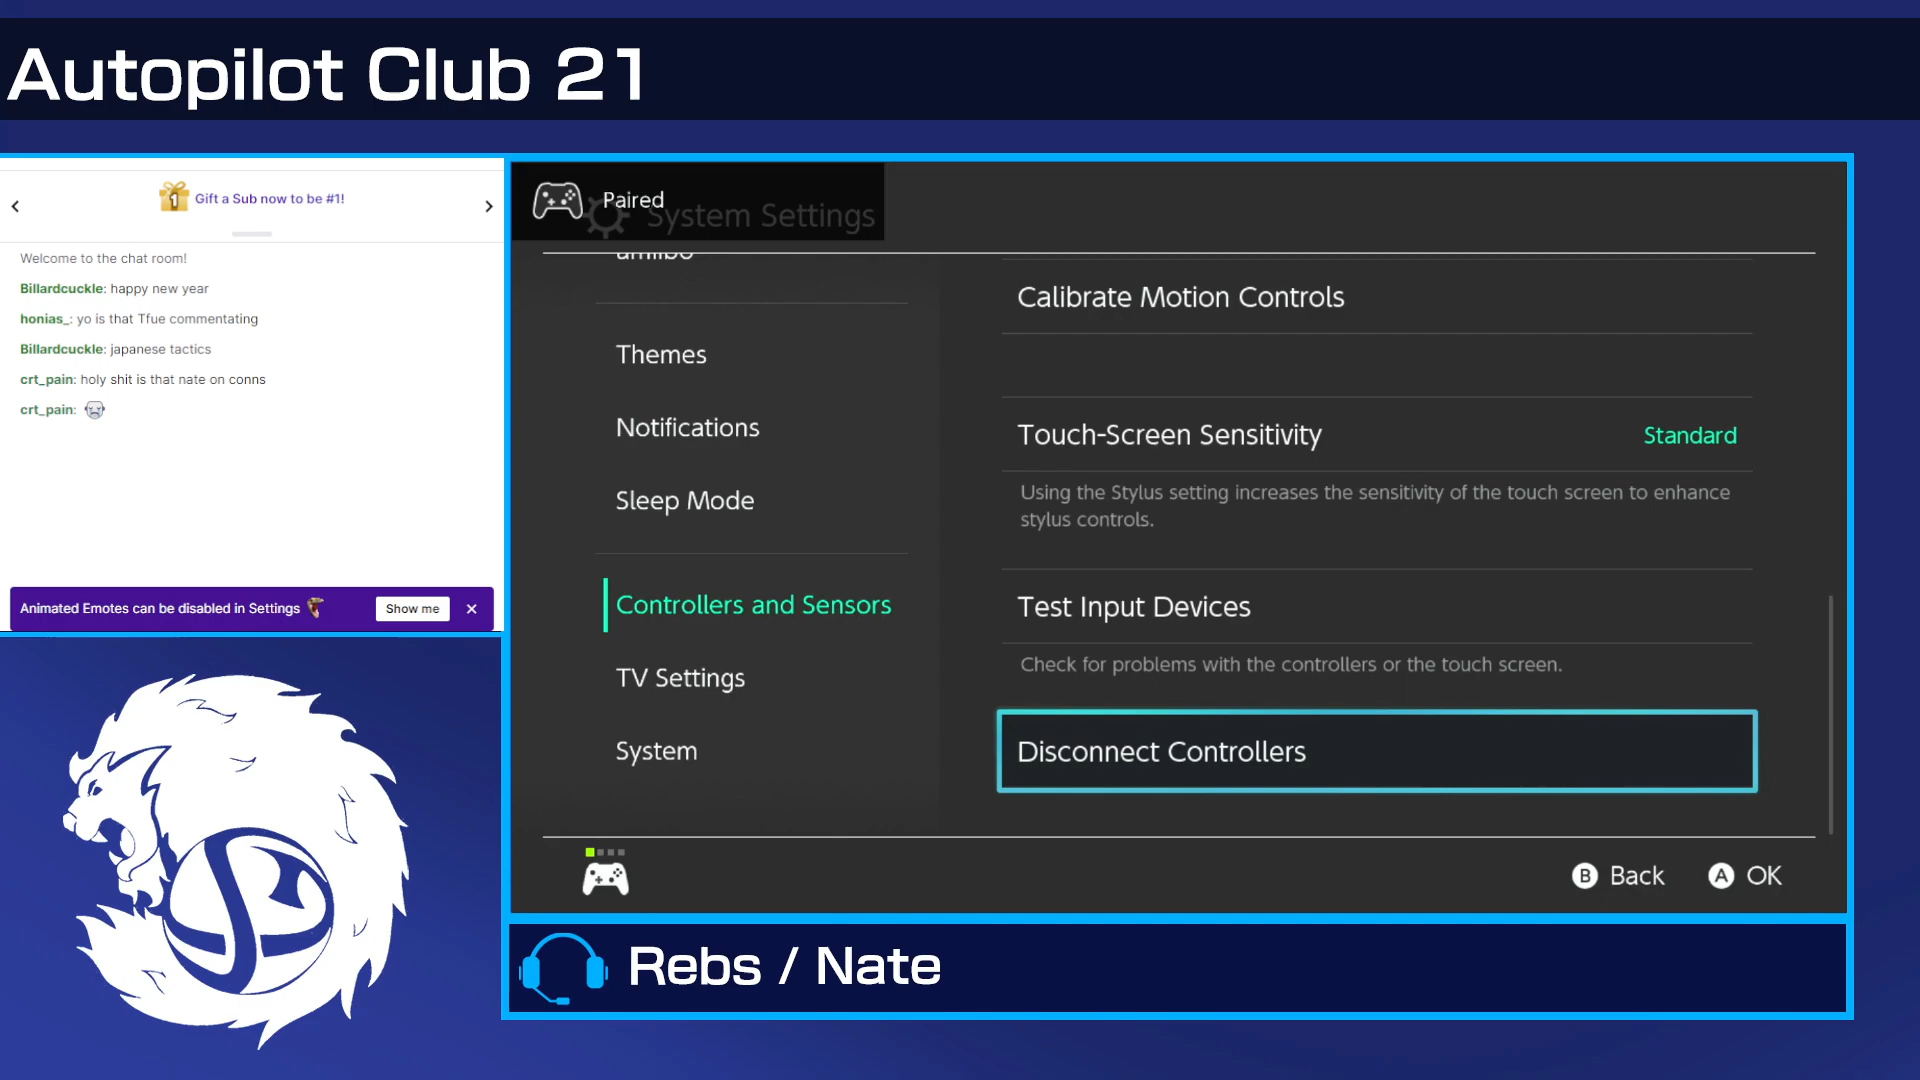 Autopilot Club 21
1
Gift a Sub now to be #1!
Welcome to the chat room!
Billardcuckle: happy new year
honias_: yo is that Tfue commentating
Billardcuckle: japanese tactics
crt_pain: holy shit is that nate on conns
crt_pain:
Animated Emotes can be disabled in Settings
Show me
Paired
System Settings
amiibo
Themes
Notifications
Sleep Mode
Controllers and Sensors
TV Settings
System
Calibrate Motion Controls
Touch-Screen Sensitivity
Standard
Using the Stylus setting increases the sensitivity of the touch screen to enhance
stylus controls.
Test Input Devices
Check for problems with the controllers or the touch screen.
Disconnect Controllers
B Back
A OK
Rebs / Nate